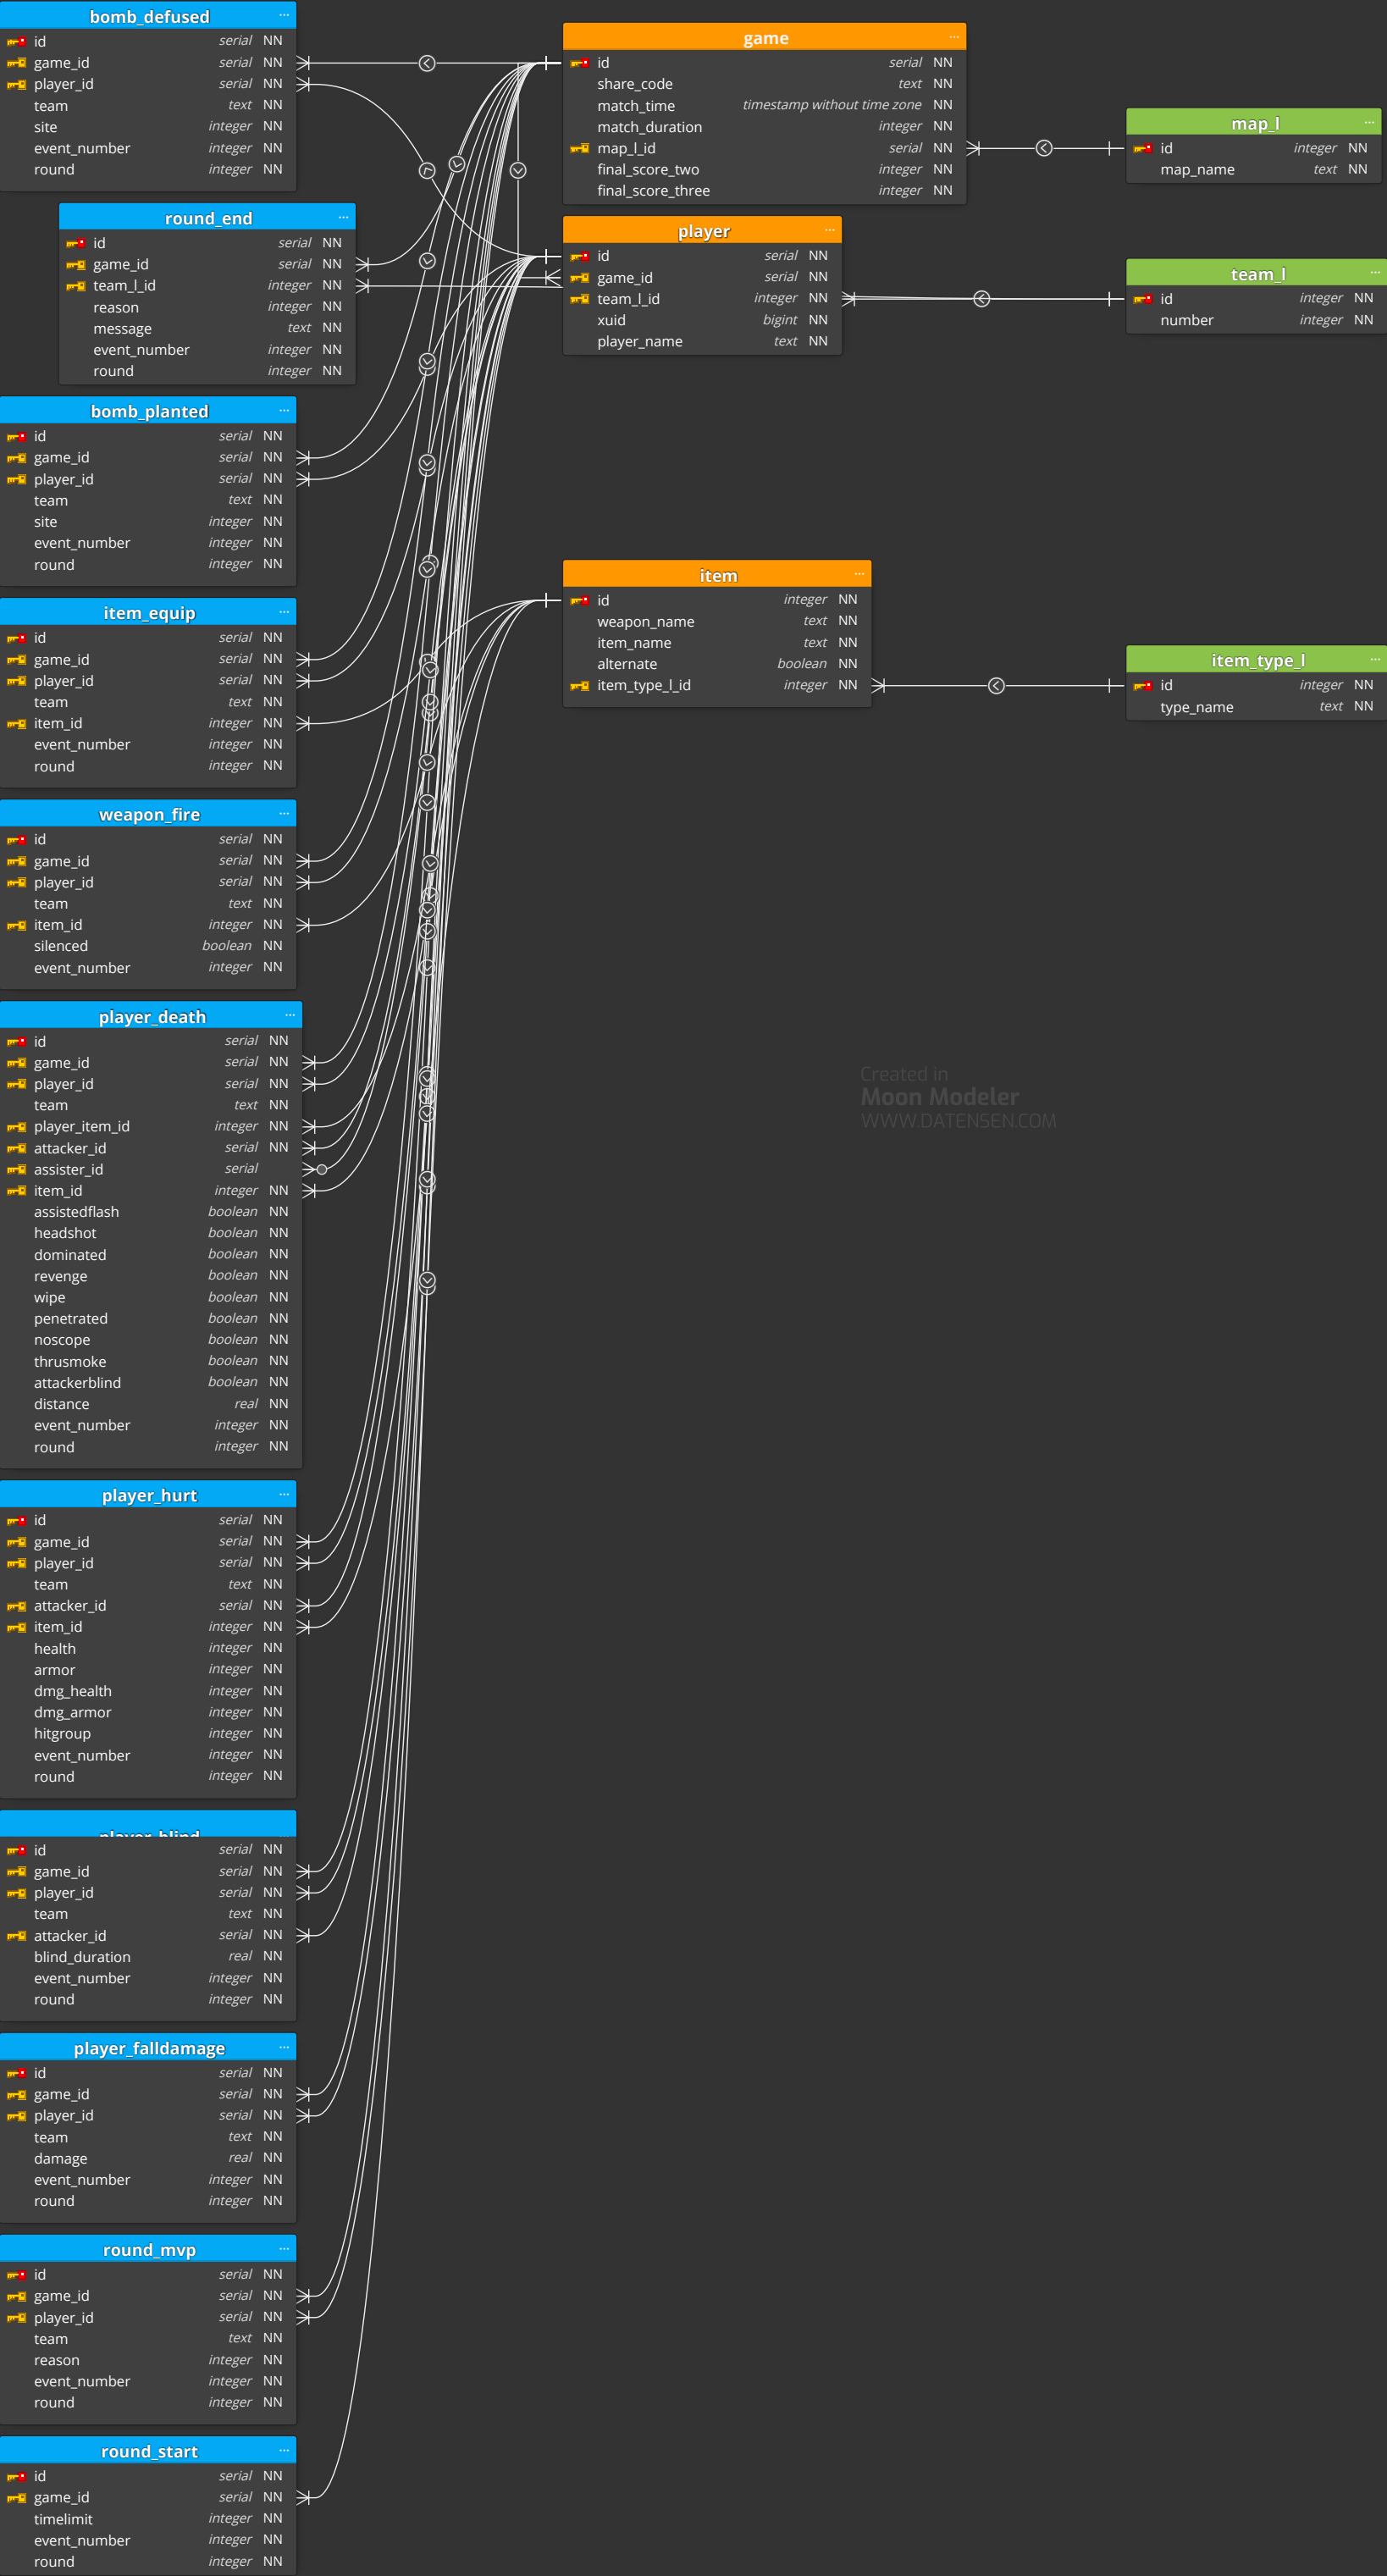 bomb_defused ...
id serial NN
game_id serial NN
player_id serial NN
team text NN
site integer NN
event_number integer NN
round integer NN
round_end ...
id serial NN
game_id serial NN
team_l_id integer NN
reason integer NN
message text NN
event_number integer NN
round integer NN
bomb_planted ...
id serial NN
game_id serial NN
player_id serial NN
team text NN
site integer NN
event_number integer NN
round integer NN
item_equip ...
id serial NN
game_id serial NN
player_id serial NN
team text NN
item_id integer NN
event_number integer NN
round integer NN
weapon_fire ...
id serial NN
game_id serial NN
player_id serial NN
team text NN
item_id integer NN
silenced boolean NN
event_number integer NN
player_death ...
id serial NN
game_id serial NN
player_id serial NN
team text NN
player_item_id integer NN
attacker_id serial NN
assister_id serial
item_id integer NN
assistedflash boolean NN
headshot boolean NN
dominated boolean NN
revenge boolean NN
wipe boolean NN
penetrated boolean NN
noscope boolean NN
thrusmoke boolean NN
attackerblind boolean NN
distance real NN
event_number integer NN
round integer NN
player_hurt ...
id serial NN
game_id serial NN
player_id serial NN
team text NN
attacker_id serial NN
item_id integer NN
health integer NN
armor integer NN
dmg_health integer NN
dmg_armor integer NN
hitgroup integer NN
event_number integer NN
round integer NN
player_blind
id serial NN
game_id serial NN
player_id serial NN
team text NN
attacker_id serial NN
blind_duration real NN
event_number integer NN
round integer NN
player_falldamage ...
id serial NN
game_id serial NN
player_id serial NN
team text NN
damage real NN
event_number integer NN
round integer NN
round_mvp ...
id serial NN
game_id serial NN
player_id serial NN
team text NN
reason integer NN
event_number integer NN
round integer NN
round_start ...
id serial NN
game_id serial NN
timelimit integer NN
event_number integer NN
round integer NN
game ...
id serial NN
share_code text NN
match_time timestamp without time zone NN
match_duration integer NN
map_l_id serial NN
final_score_two integer NN
final_score_three integer NN
player ...
id serial NN
game_id serial NN
team_l_id integer NN
xuid bigint NN
player_name text NN
item ...
id integer NN
weapon_name text NN
item_name text NN
alternate boolean NN
item_type_l_id integer NN
map_l ...
id integer NN
map_name text NN
team_l ...
id integer NN
number integer NN
item_type_l ...
id integer NN
type_name text NN
Created in
Moon Modeler
WWW.DATENSEN.COM